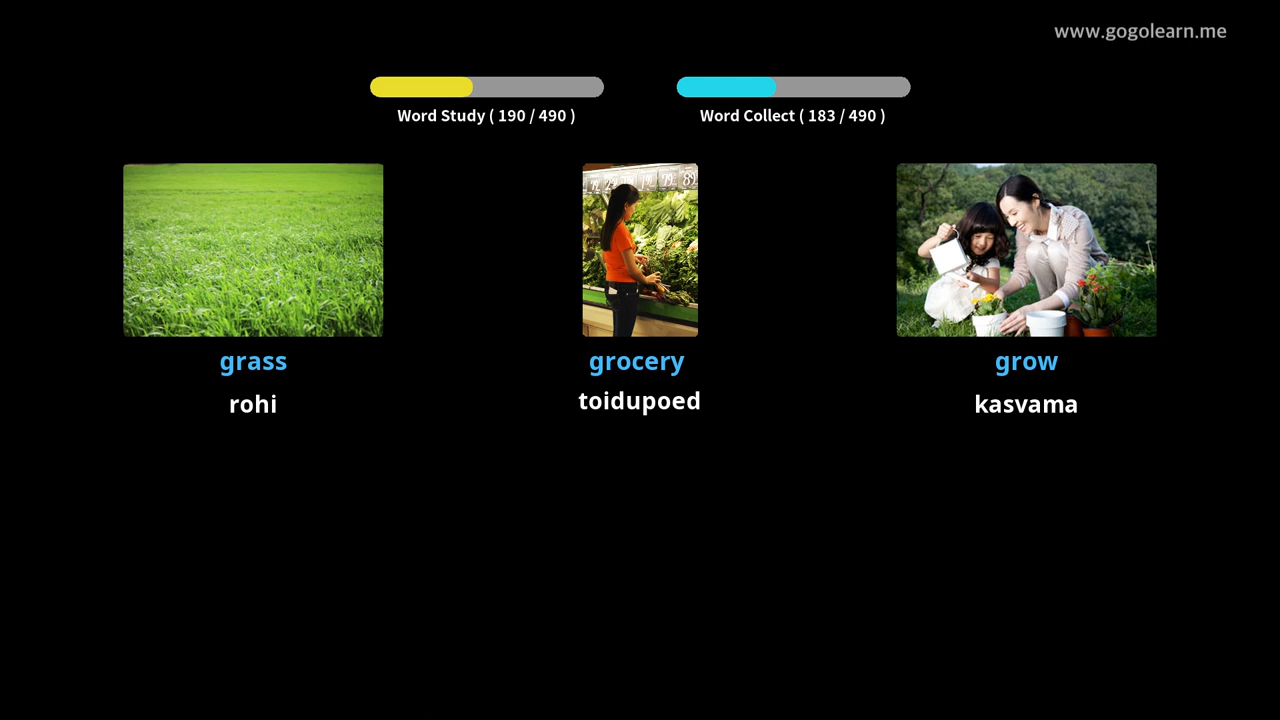 www.gogolearn.me
Word Study ( 190 / 490 )
Word Collect ( 183 / 490 )
grass
rohi
grocery
toidupoed
grow
kasvama